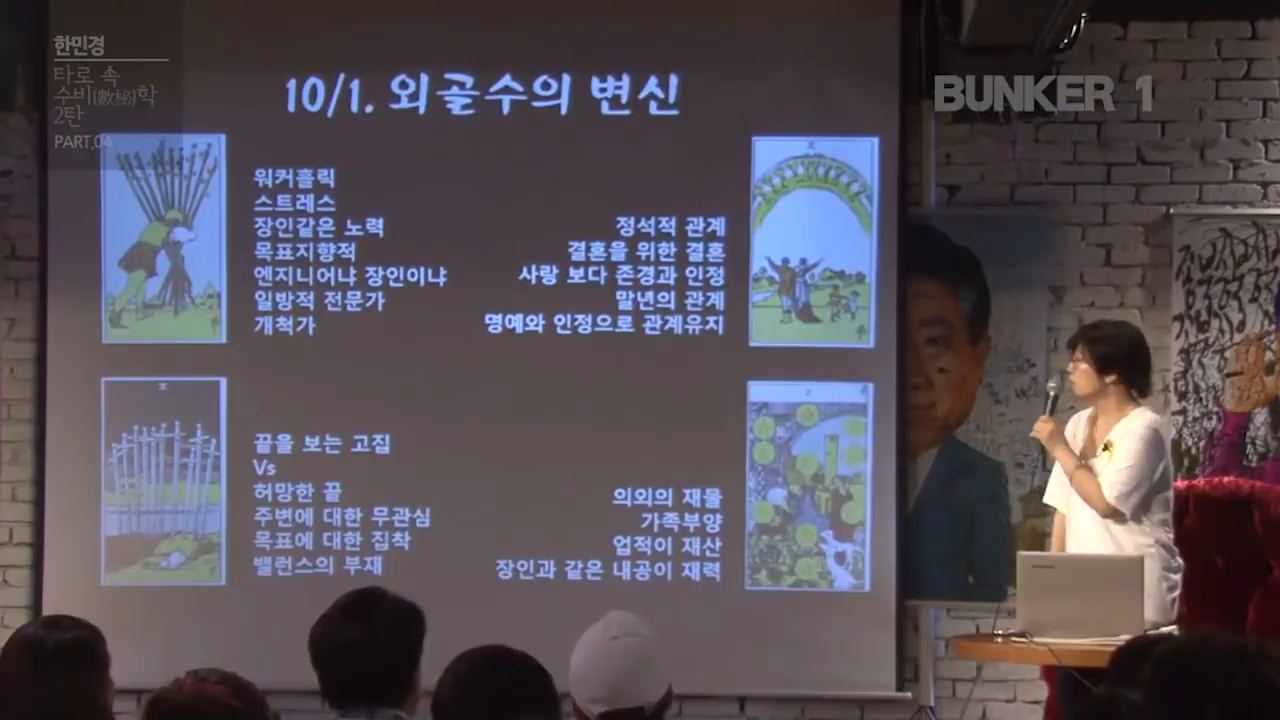 한민경
타로 속
수비(數秘)학
2탄
PART.04
BUNKER 1
10/1. 외골수의 변신
워커홀릭
스트레스
장인같은 노력
목표지향적
엔지니어냐 장인이냐
일방적 전문가
개척가
정석적 관계
결혼을 위한 결혼
사랑 보다 존경과 인정
말년의 관계
명예와 인정으로 관계유지
끝을 보는 고집
Vs
허망한 끝
주변에 대한 무관심
목표에 대한 집착
밸런스의 부재
의외의 재물
가족부양
업적이 재산
장인과 같은 내공이 재력
X
X
X